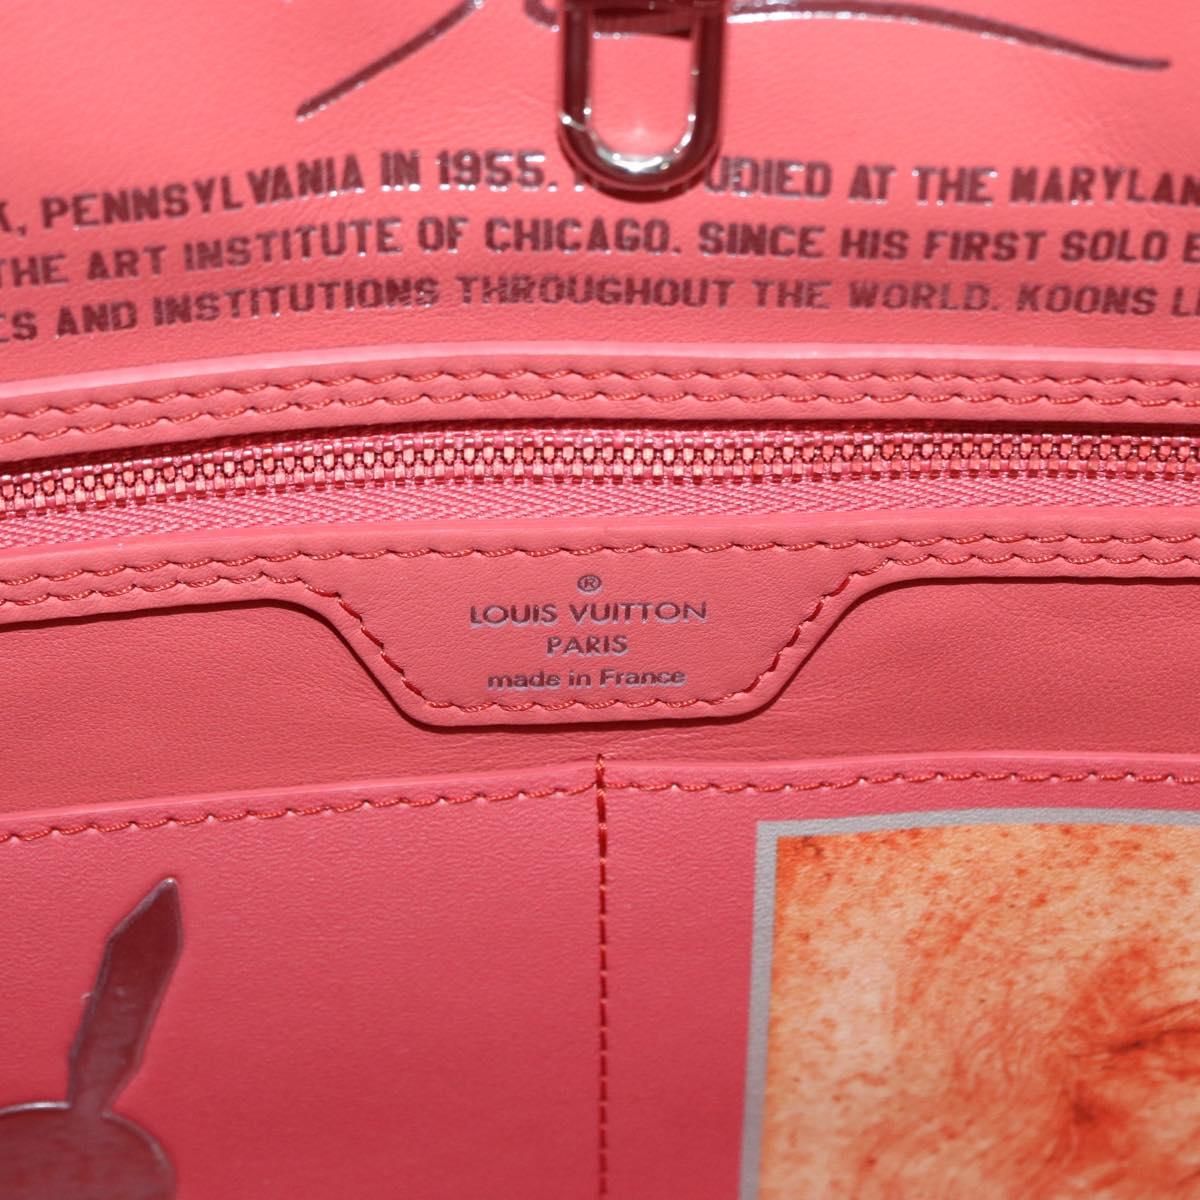 K, PENNSYLVANIA IN 1955. UDIED AT THE MARYLAN
THE ART INSTITUTE OF CHICAGO. SINCE HIS FIRST SOLO E
ES AND INSTITUTIONS THROUGHOUT THE WORLD. KOONS LI
®
LOUIS VUITTON
PARIS
made in France